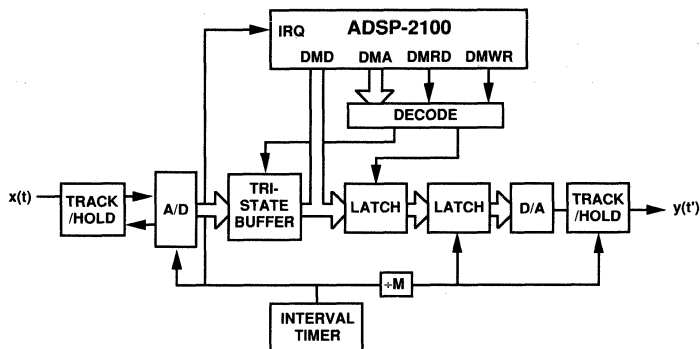 ADSP-2100
IRQ
DMD DMA DMRD DMWR
DECODE
x(t)
TRACK
/HOLD
A/D
TRI-
STATE
BUFFER
LATCH
LATCH
D/A
TRACK
/HOLD
y(t')
÷M
INTERVAL
TIMER